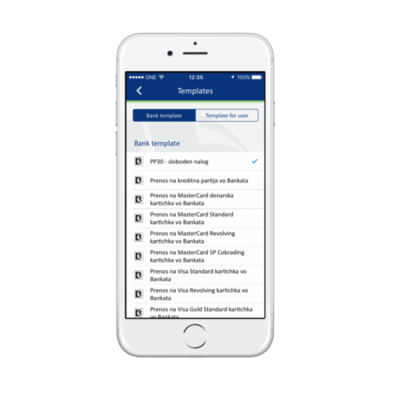 ONE 12:35 100%
Templates
Bank template Template for user
Bank template
PP30 - sloboden nalog
Prenos na kreditna partija vo Bankata
Prenos na MasterCard denarska
kartichka vo Bankata
Prenos na MasterCard Standard
kartichka vo Bankata
Prenos na MasterCard Revolving
kartichka vo Bankata
Prenos na MasterCard SP Cobrading
kartichka vo Bankata
Prenos na Visa Standard kartichka vo
Bankata
Prenos na Visa Revolving kartichka vo
Bankata
Prenos na Visa Gold Standard kartichka
vo Bankata